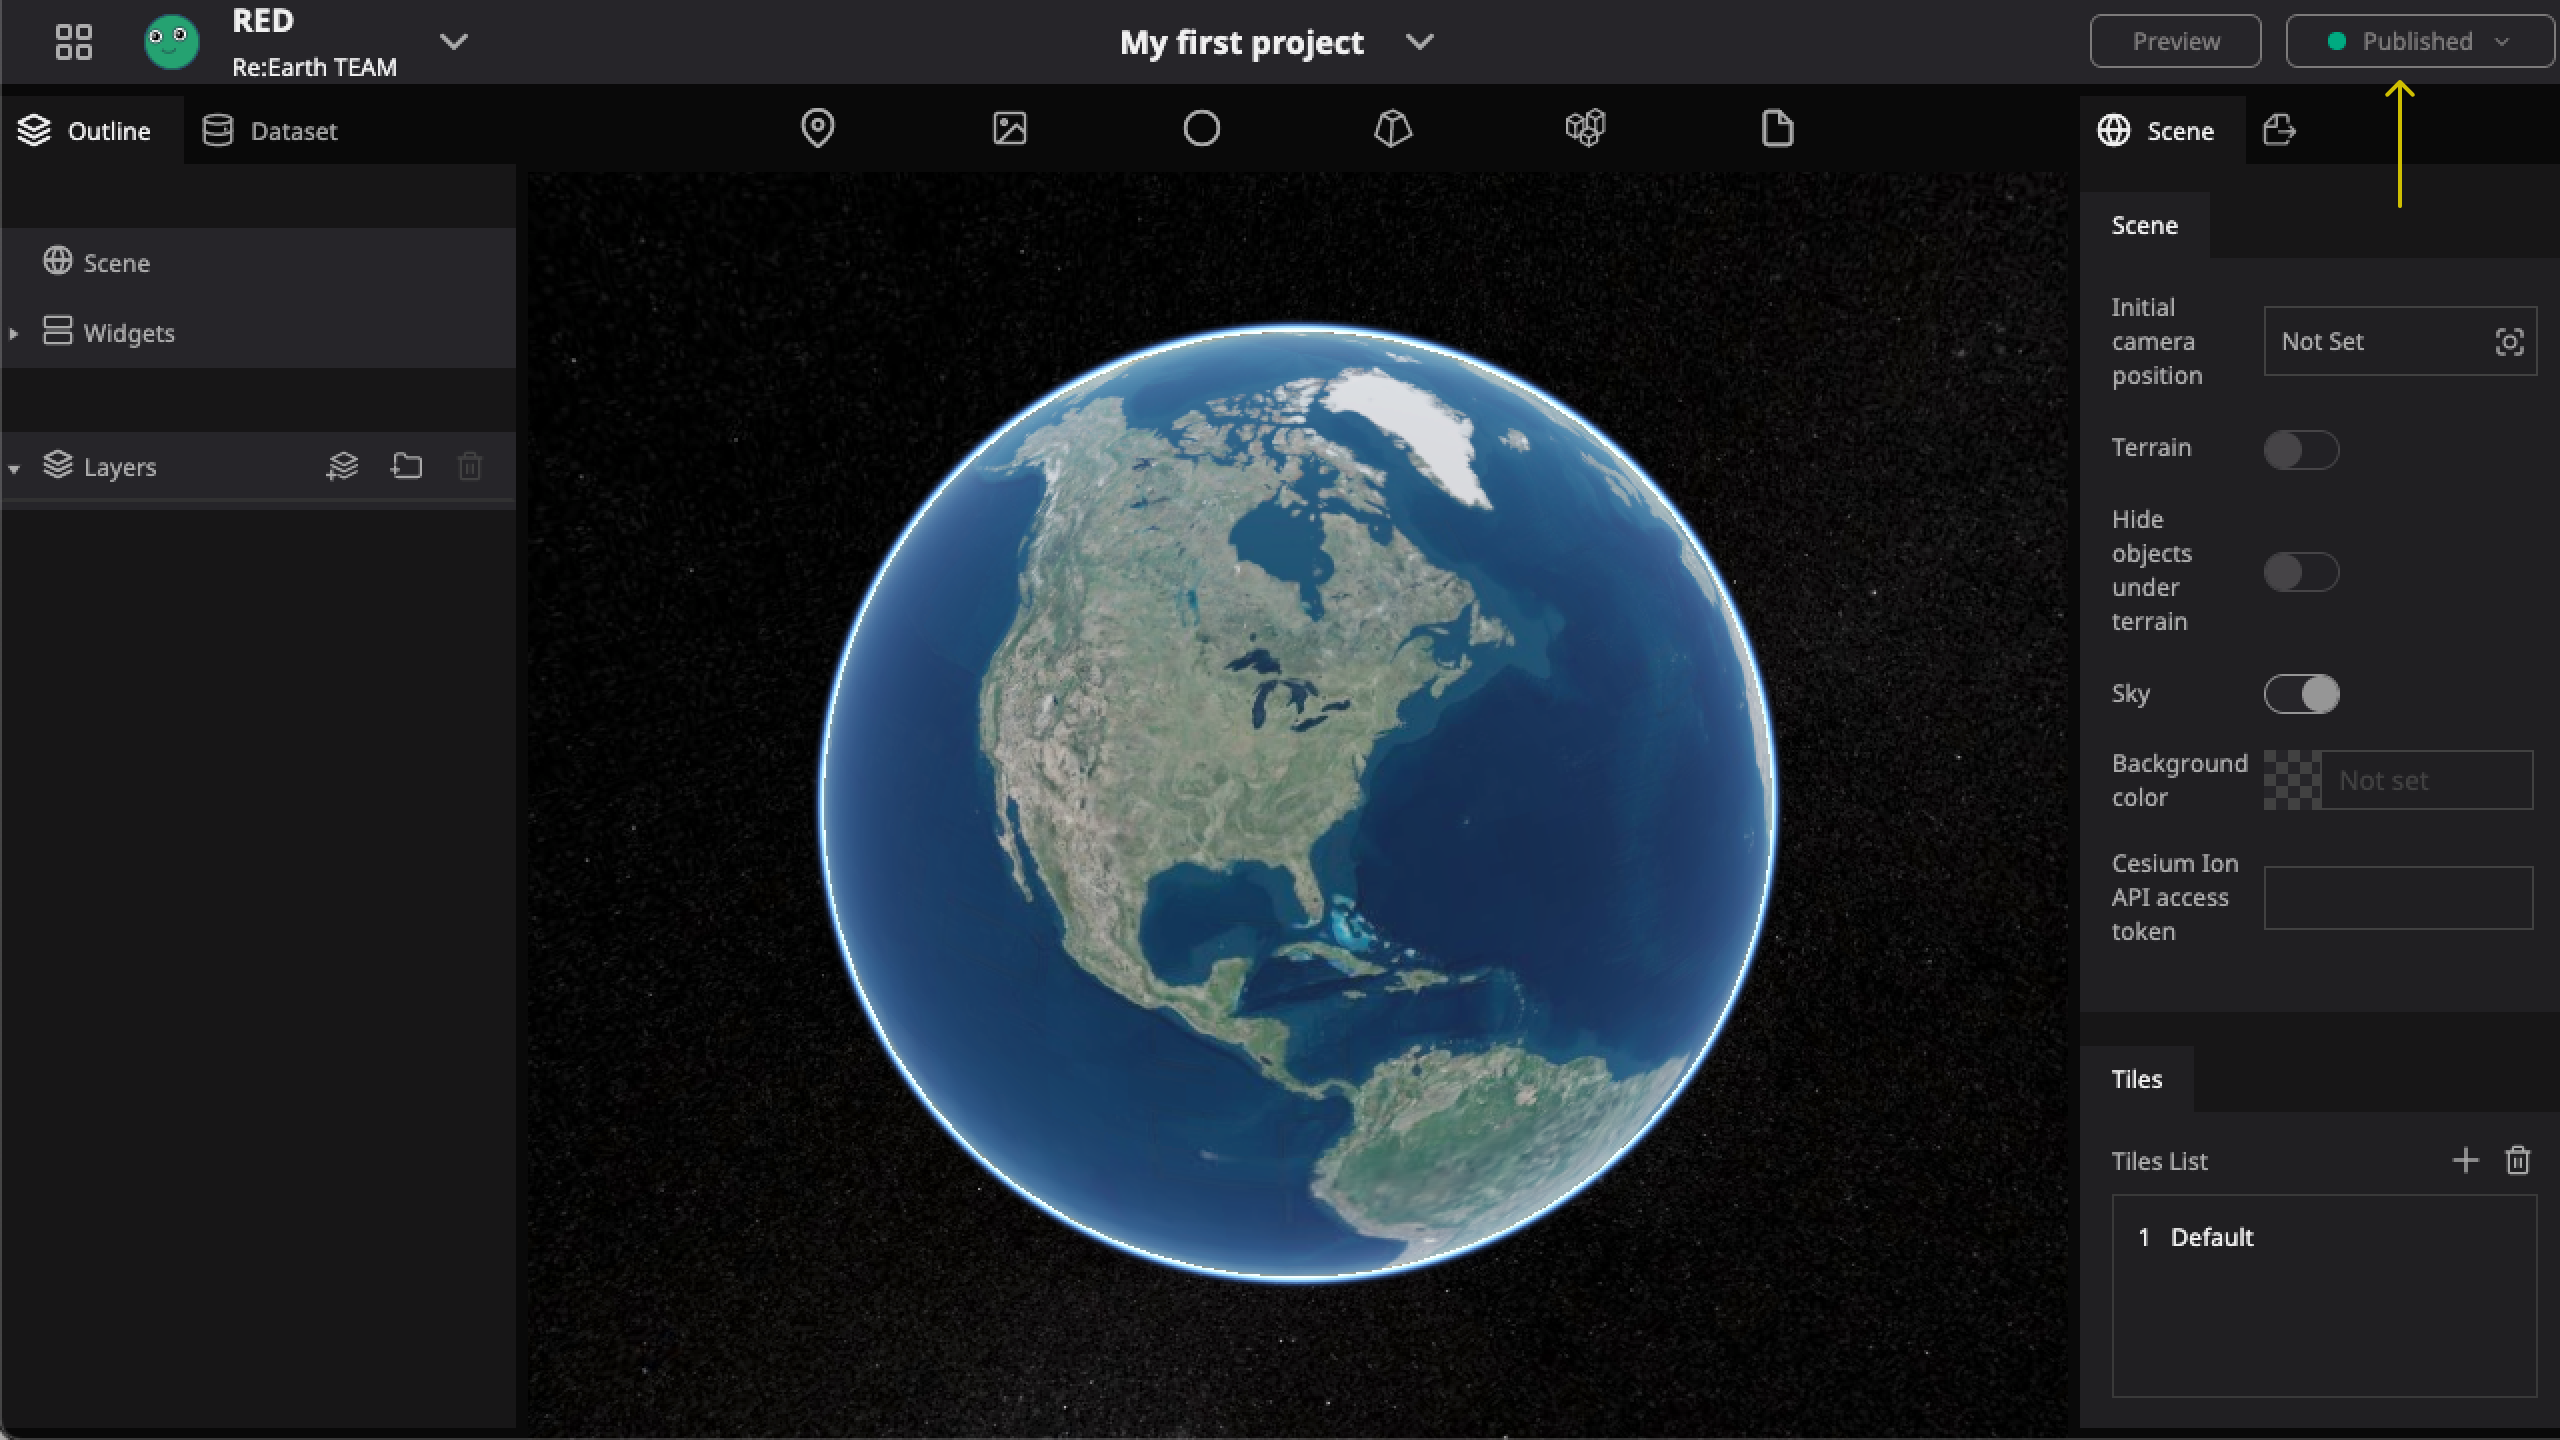 RED
Re:Earth TEAM
My first project
Preview
Published
Outline
Dataset
Scene
Scene
Widgets
Layers
Scene
Initial
camera
position
Not Set
Terrain
Hide
objects
under
terrain
Sky
Background
color
Not set
Cesium Ion
API access
token
Tiles
Tiles List
1 Default